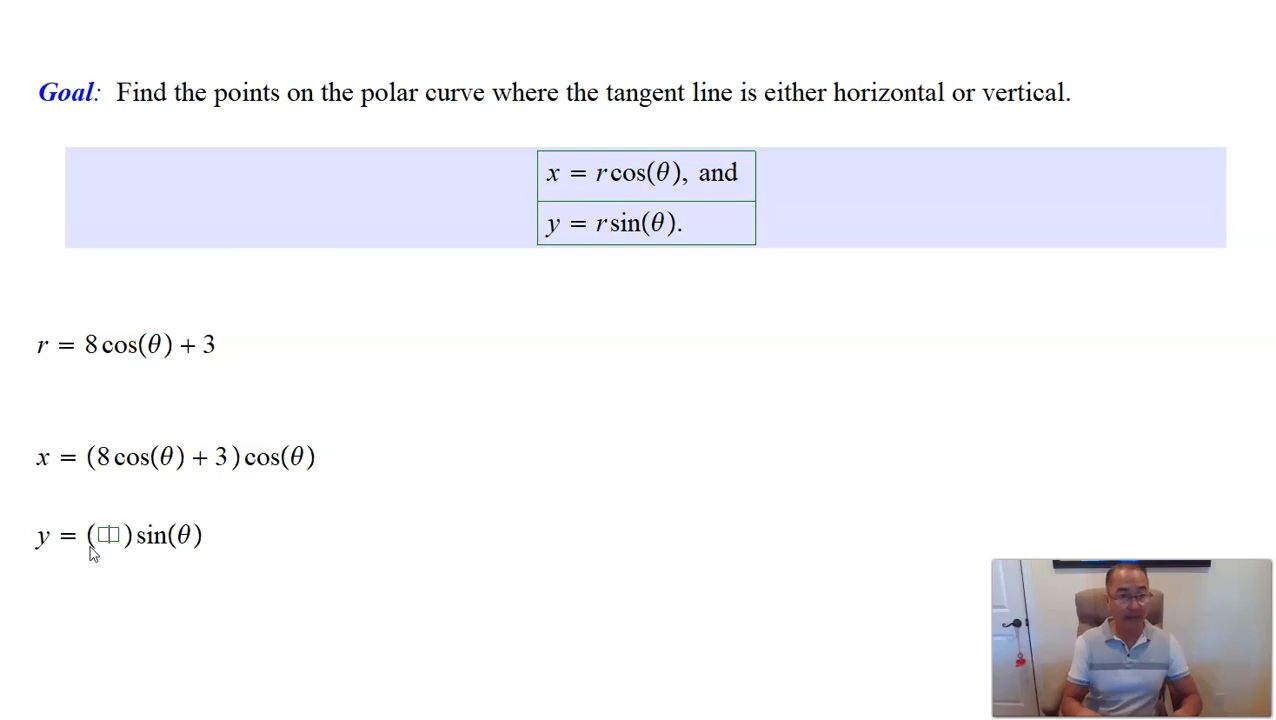 Goal: Find the points on the polar curve where the tangent line is either horizontal or vertical.
x = r cos(θ), and
y = r sin(θ).
r = 8 cos(θ) + 3
x = (8 cos(θ) + 3) cos(θ)
y = (□) sin(θ)